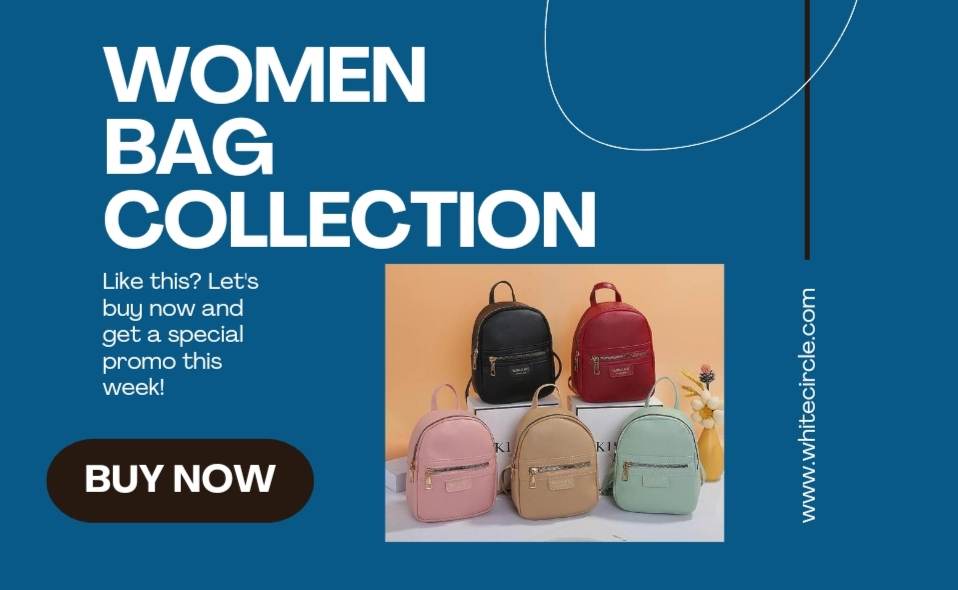 WOMEN
BAG
COLLECTION
Like this? Let's
buy now and
get a special
promo this
week!
BUY NOW
www.whitecircle.com